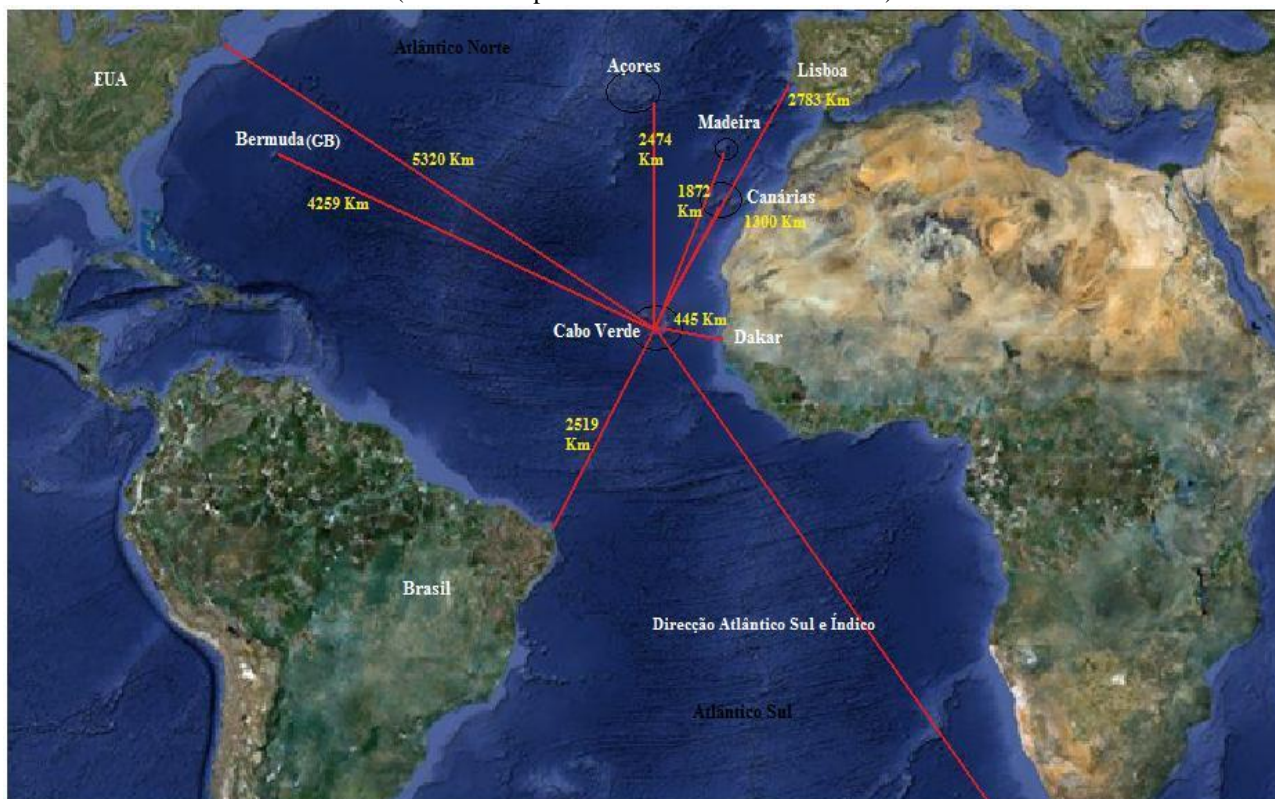 Atlântico Norte
EUA
Açores
Lisboa
2783 Km
Madeira
Bermuda (GB)
2474
Km
5320 Km
4259 Km
1872
Km
Canárias
1300 Km
445 Km
Cabo Verde
Dakar
2519
Km
Brasil
Direcção Atlântico Sul e Índico
Atlântico Sul